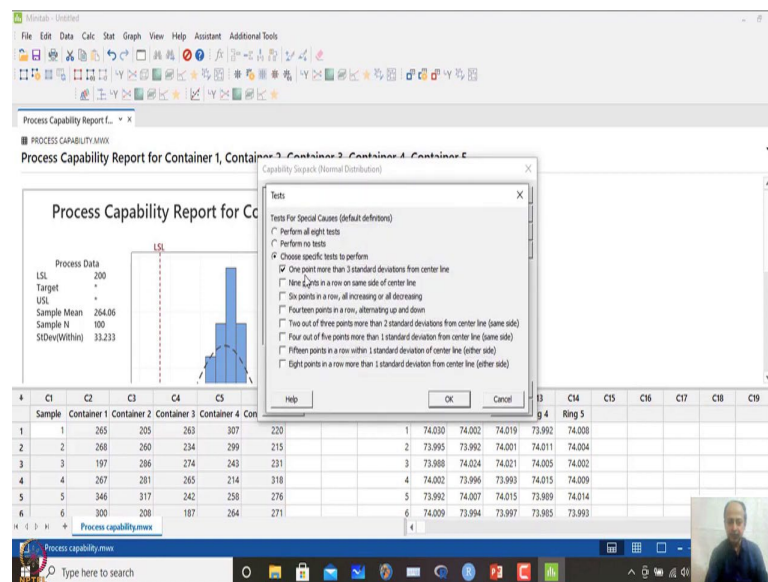 Minitab - Untitled
File Edit Data Calc Stat Graph View Help Assistant Additional Tools
Process Capability Report f...
PROCESS CAPABILITY.MWX
Process Capability Report for Container 1, Container 2, Container 3, Container 4, Container 5
Capability Sixpack (Normal Distribution)
Tests
Tests For Special Causes (default definitions)
Perform all eight tests
Perform no tests
Choose specific tests to perform
One point more than 3 standard deviations from center line
Nine points in a row on same side of center line
Six points in a row, all increasing or all decreasing
Fourteen points in a row, alternating up and down
Two out of three points more than 2 standard deviations from center line (same side)
Four out of five points more than 1 standard deviation from center line (same side)
Fifteen points in a row within 1 standard deviation of center line (either side)
Eight points in a row more than 1 standard deviation from center line (either side)
Help OK Cancel
Process Capability Report for Co
LSL
Process Data
LSL 200
Target *
USL *
Sample Mean 264.06
Sample N 100
StDev(Within) 33.233
C1 C2 C3 C4 C5 C14 C15 C16 C17 C18 C19
Sample Container 1 Container 2 Container 3 Container 4 Con g 4 Ring 5
1 1 265 205 263 307 220 1 74.030 74.002 74.019 73.992 74.008
2 2 268 260 234 299 215 2 73.995 73.992 74.001 74.011 74.004
3 3 197 286 274 243 231 3 73.988 74.024 74.021 74.005 74.002
4 4 267 281 265 214 318 4 74.002 73.996 73.993 74.015 74.009
5 5 346 317 242 258 276 5 73.992 74.007 74.015 73.989 74.014
6 6 300 208 187 264 271 6 74.009 73.994 73.997 73.985 73.993
Process capability.mwx
Process capability.mwx
NPTEL
Type here to search